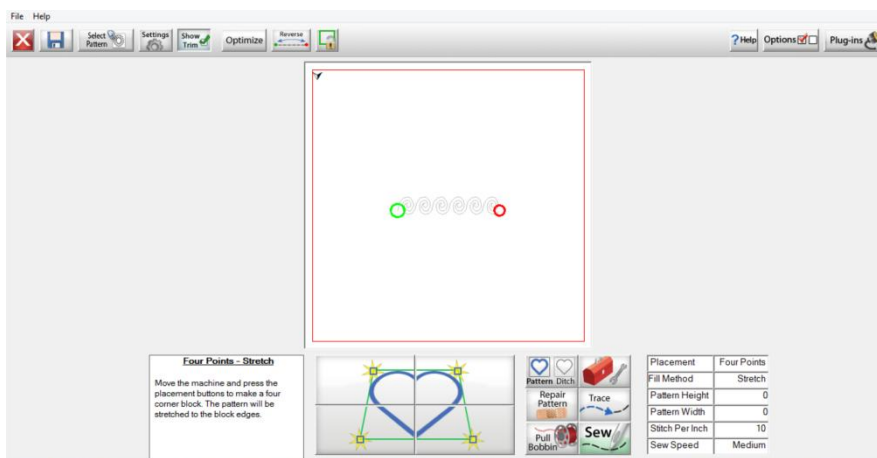 File Help
Select Pattern
Settings
Show Trim
Optimize
Reverse
?Help
Options
Plug-ins
Four Points - Stretch
Move the machine and press the
placement buttons to make a four
corner block. The pattern will be
stretched to the block edges.
Pattern Ditch
Repair Pattern
Trace
Pull Bobbin
Sew
Placement Four Points
Fill Method Stretch
Pattern Height 0
Pattern Width 0
Stitch Per Inch 10
Sew Speed Medium